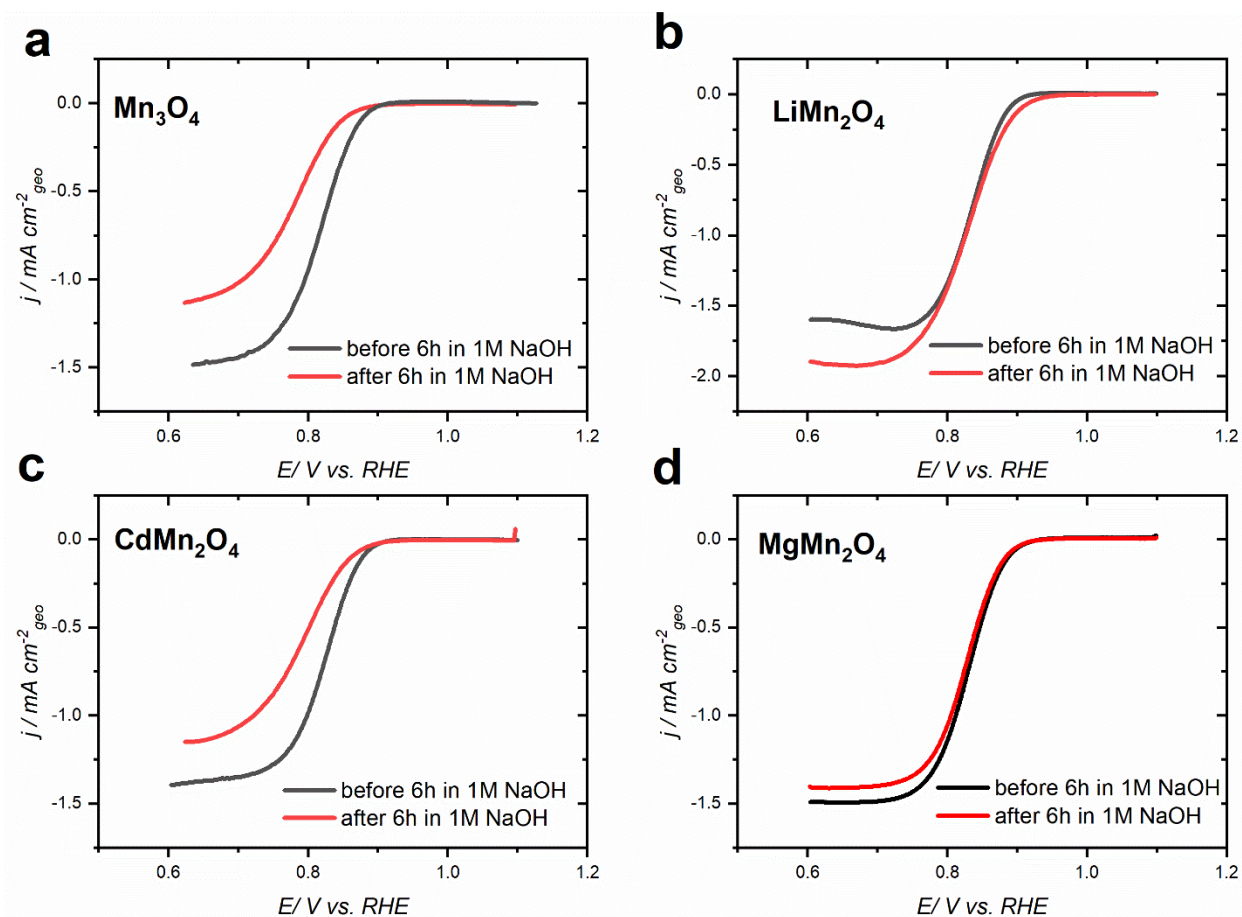 a
Mn₃O₄
0.0
-0.5
-1.0
-1.5
j / mA cm⁻²geo
before 6h in 1M NaOH
after 6h in 1M NaOH
0.6 0.8 1.0 1.2
E/ V vs. RHE
b
LiMn₂O₄
0.0
-0.5
-1.0
-1.5
-2.0
j / mA cm⁻²geo
before 6h in 1M NaOH
after 6h in 1M NaOH
0.6 0.8 1.0 1.2
E/ V vs. RHE
c
CdMn₂O₄
0.0
-0.5
-1.0
-1.5
j / mA cm⁻²geo
before 6h in 1M NaOH
after 6h in 1M NaOH
0.6 0.8 1.0 1.2
E/ V vs. RHE
d
MgMn₂O₄
0.0
-0.5
-1.0
-1.5
j / mA cm⁻²geo
before 6h in 1M NaOH
after 6h in 1M NaOH
0.6 0.8 1.0 1.2
E/ V vs. RHE